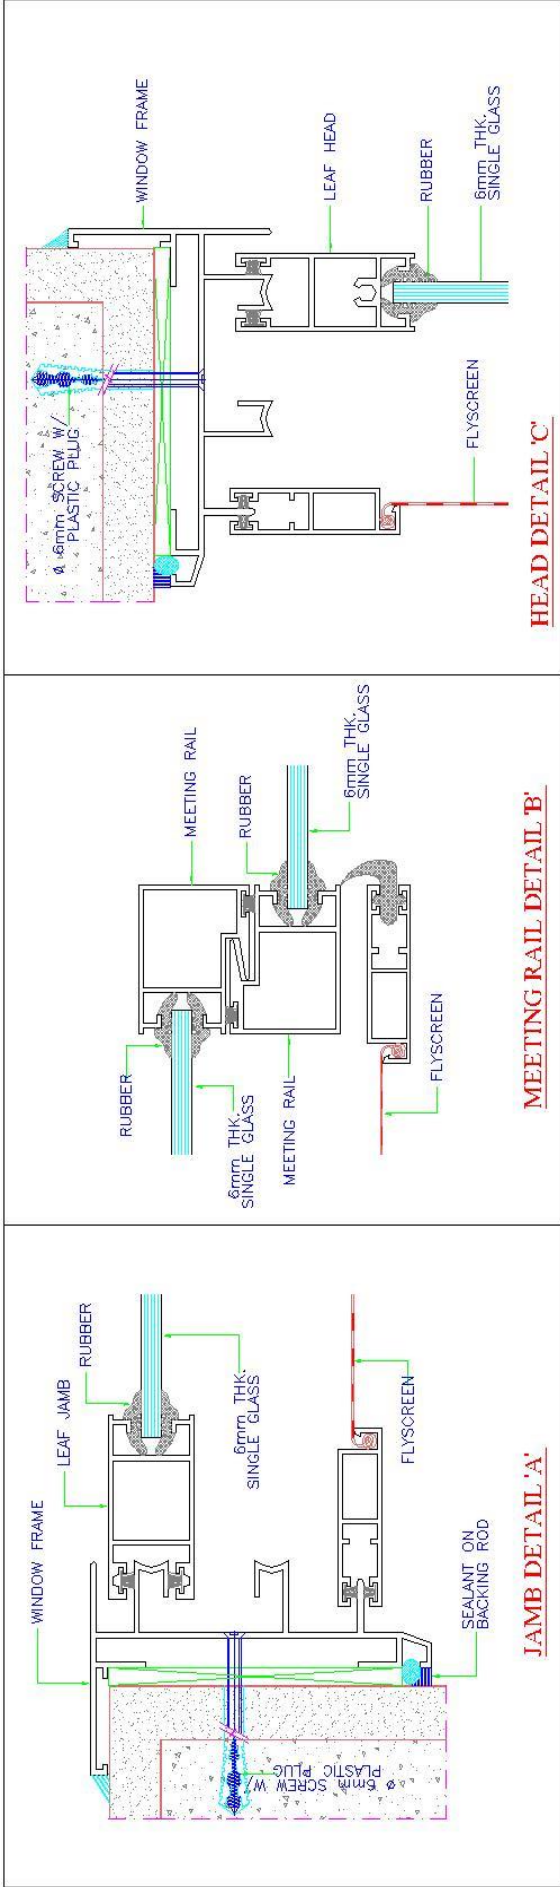 WINDOW FRAME
LEAF JAMB
RUBBER
6mm THK.
SINGLE GLASS
FLYSCREEN
SEALANT ON
BACKING ROD
ø 6mm SCREW W/
PLASTIC PLUG
JAMB DETAIL 'A'
RUBBER
6mm THK.
SINGLE GLASS
MEETING RAIL
MEETING RAIL
RUBBER
6mm THK.
SINGLE GLASS
FLYSCREEN
MEETING RAIL DETAIL 'B'
ø 6mm SCREW W/
PLASTIC PLUG
WINDOW FRAME
LEAF HEAD
RUBBER
6mm THK.
SINGLE GLASS
FLYSCREEN
HEAD DETAIL 'C'